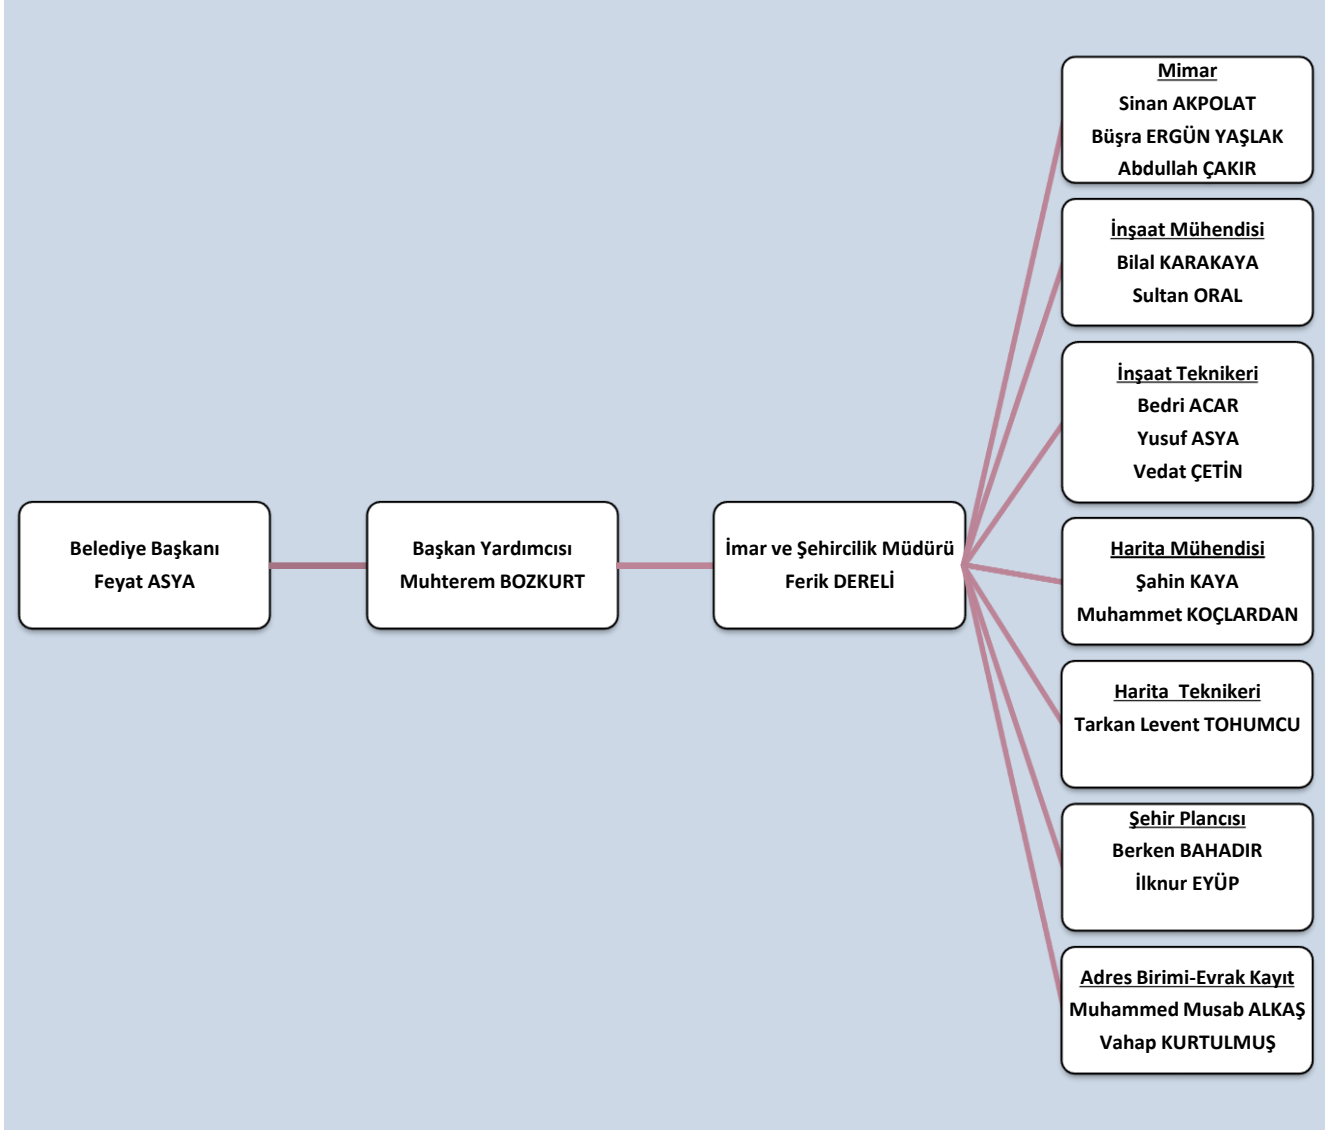 Belediye Başkanı
Feyat ASYA
Başkan Yardımcısı
Muhterem BOZKURT
İmar ve Şehircilik Müdürü
Ferik DERELİ
Mimar
Sinan AKPOLAT
Büşra ERGÜN YAŞLAK
Abdullah ÇAKIR
İnşaat Mühendisi
Bilal KARAKAYA
Sultan ORAL
İnşaat Teknikeri
Bedri ACAR
Yusuf ASYA
Vedat ÇETİN
Harita Mühendisi
Şahin KAYA
Muhammet KOÇLARDAN
Harita  Teknikeri
Tarkan Levent TOHUMCU
Şehir Plancısı
Berken BAHADIR
İlknur EYÜP
Adres Birimi-Evrak Kayıt
Muhammed Musab ALKAŞ
Vahap KURTULMUŞ